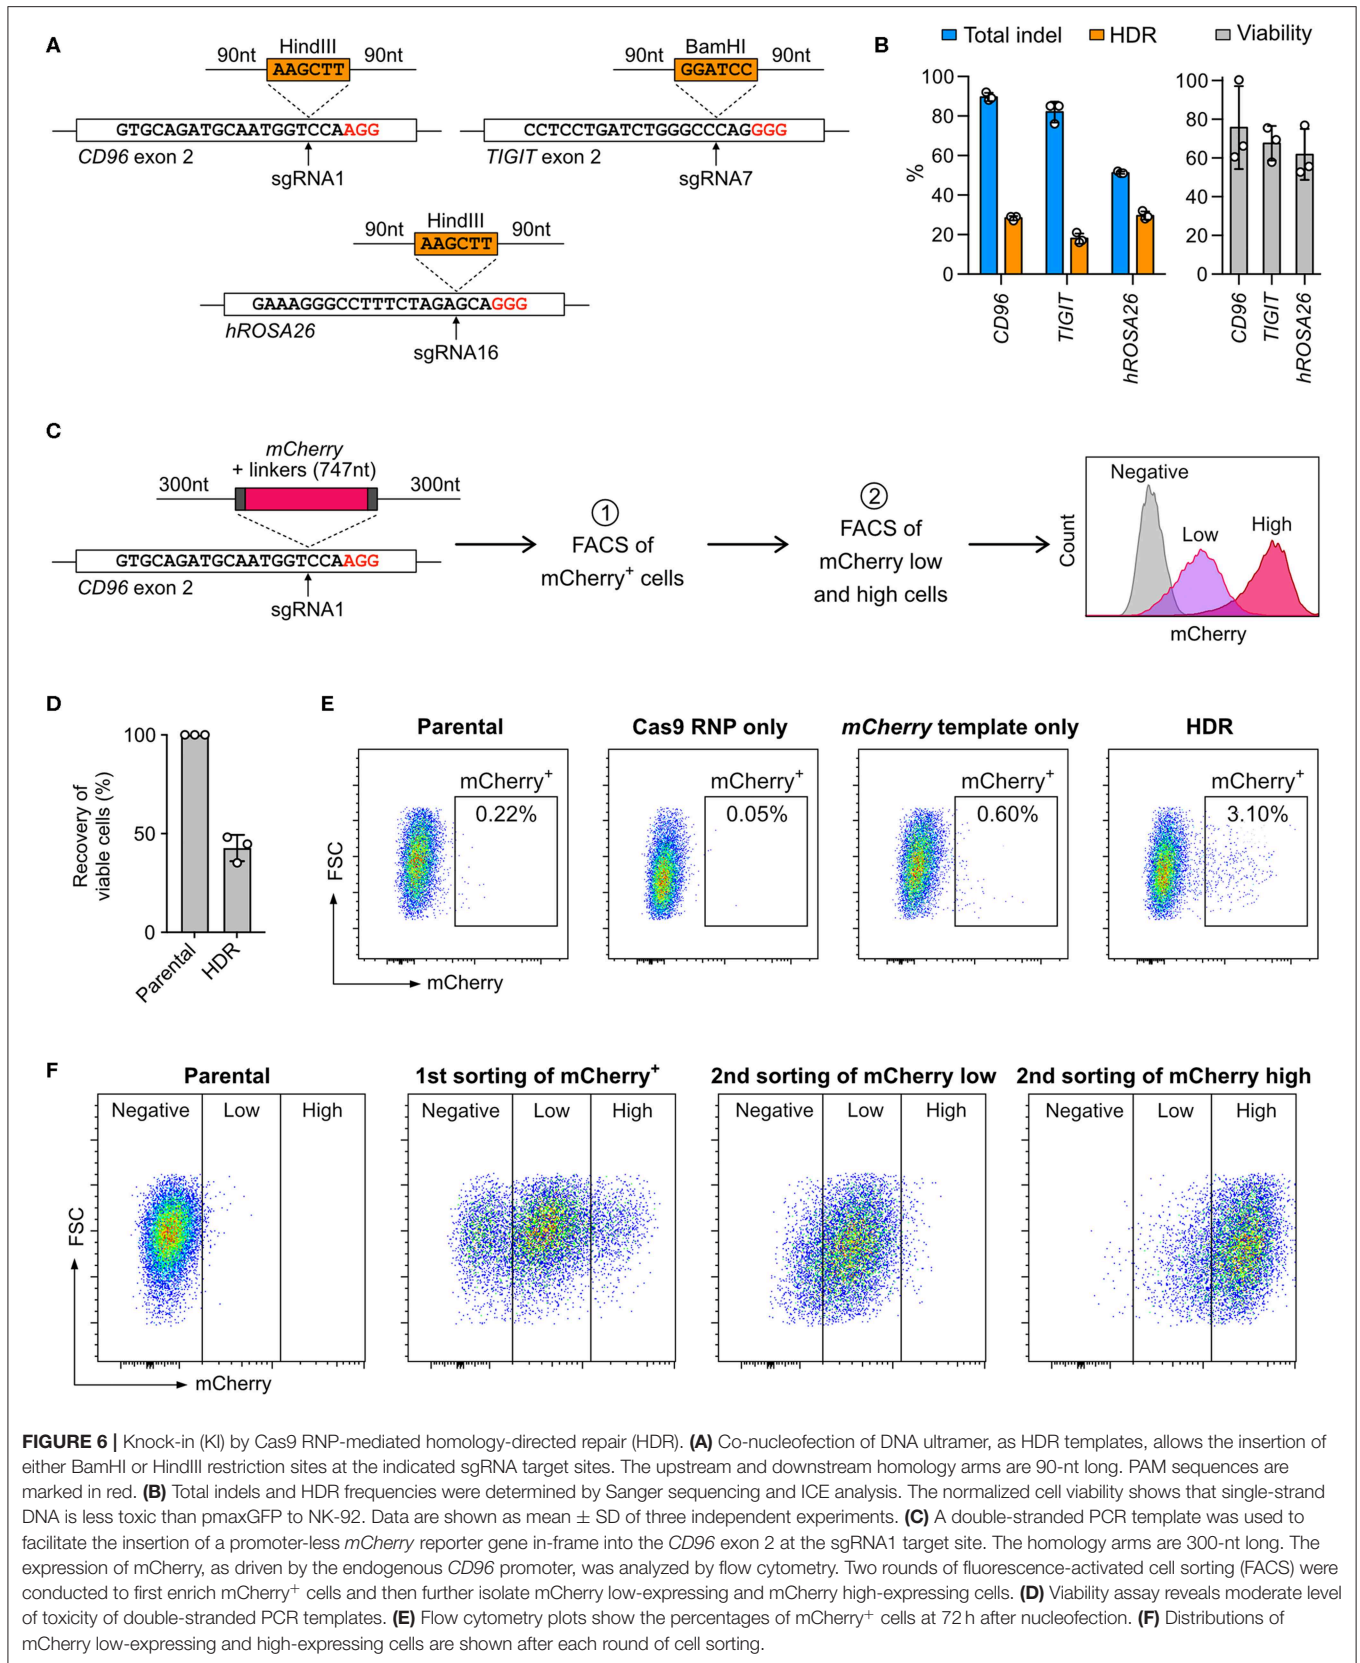 A
HindIII
90nt AAGCTT 90nt
GTGCAGATGCAATGGTCCAAGG
CD96 exon 2
sgRNA1
BamHI
90nt GGATCC 90nt
CCTCCTGATCTGGGCCCAGGGG
TIGIT exon 2
sgRNA7
HindIII
90nt AAGCTT 90nt
GAAAGGGCCTTTCTAGAGCAGGG
hROSA26
sgRNA16
B
Total indel HDR Viability
%
100
80
60
40
20
0
CD96
TIGIT
hROSA26
100
80
60
40
20
0
CD96
TIGIT
hROSA26
C
mCherry
+ linkers (747nt)
300nt 300nt
GTGCAGATGCAATGGTCCAAGG
CD96 exon 2
sgRNA1
1
FACS of
mCherry+ cells
2
FACS of
mCherry low
and high cells
Count
Negative
Low
High
mCherry
D
Recovery of
viable cells (%)
100
50
0
Parental
HDR
E
Parental
mCherry+
0.22%
Cas9 RNP only
mCherry+
0.05%
mCherry template only
mCherry+
0.60%
HDR
mCherry+
3.10%
FSC
mCherry
F
Parental
Negative Low High
1st sorting of mCherry+
Negative Low High
2nd sorting of mCherry low
Negative Low High
2nd sorting of mCherry high
Negative Low High
FSC
mCherry
FIGURE 6 | Knock-in (KI) by Cas9 RNP-mediated homology-directed repair (HDR). (A) Co-nucleofection of DNA ultramer, as HDR templates, allows the insertion of
either BamHI or HindIII restriction sites at the indicated sgRNA target sites. The upstream and downstream homology arms are 90-nt long. PAM sequences are
marked in red. (B) Total indels and HDR frequencies were determined by Sanger sequencing and ICE analysis. The normalized cell viability shows that single-strand
DNA is less toxic than pmaxGFP to NK-92. Data are shown as mean ± SD of three independent experiments. (C) A double-stranded PCR template was used to
facilitate the insertion of a promoter-less mCherry reporter gene in-frame into the CD96 exon 2 at the sgRNA1 target site. The homology arms are 300-nt long. The
expression of mCherry, as driven by the endogenous CD96 promoter, was analyzed by flow cytometry. Two rounds of fluorescence-activated cell sorting (FACS) were
conducted to first enrich mCherry+ cells and then further isolate mCherry low-expressing and mCherry high-expressing cells. (D) Viability assay reveals moderate level
of toxicity of double-stranded PCR templates. (E) Flow cytometry plots show the percentages of mCherry+ cells at 72 h after nucleofection. (F) Distributions of
mCherry low-expressing and high-expressing cells are shown after each round of cell sorting.